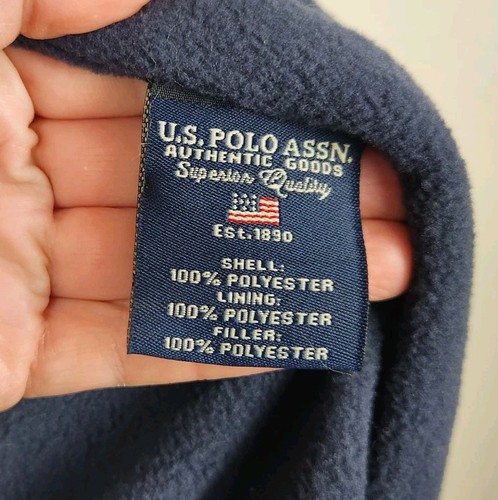 U.S. POLO ASSN.
AUTHENTIC GOODS
Superior Quality
Est.1890
SHELL:
100% POLYESTER
LINING:
100% POLYESTER
FILLER:
100% POLYESTER